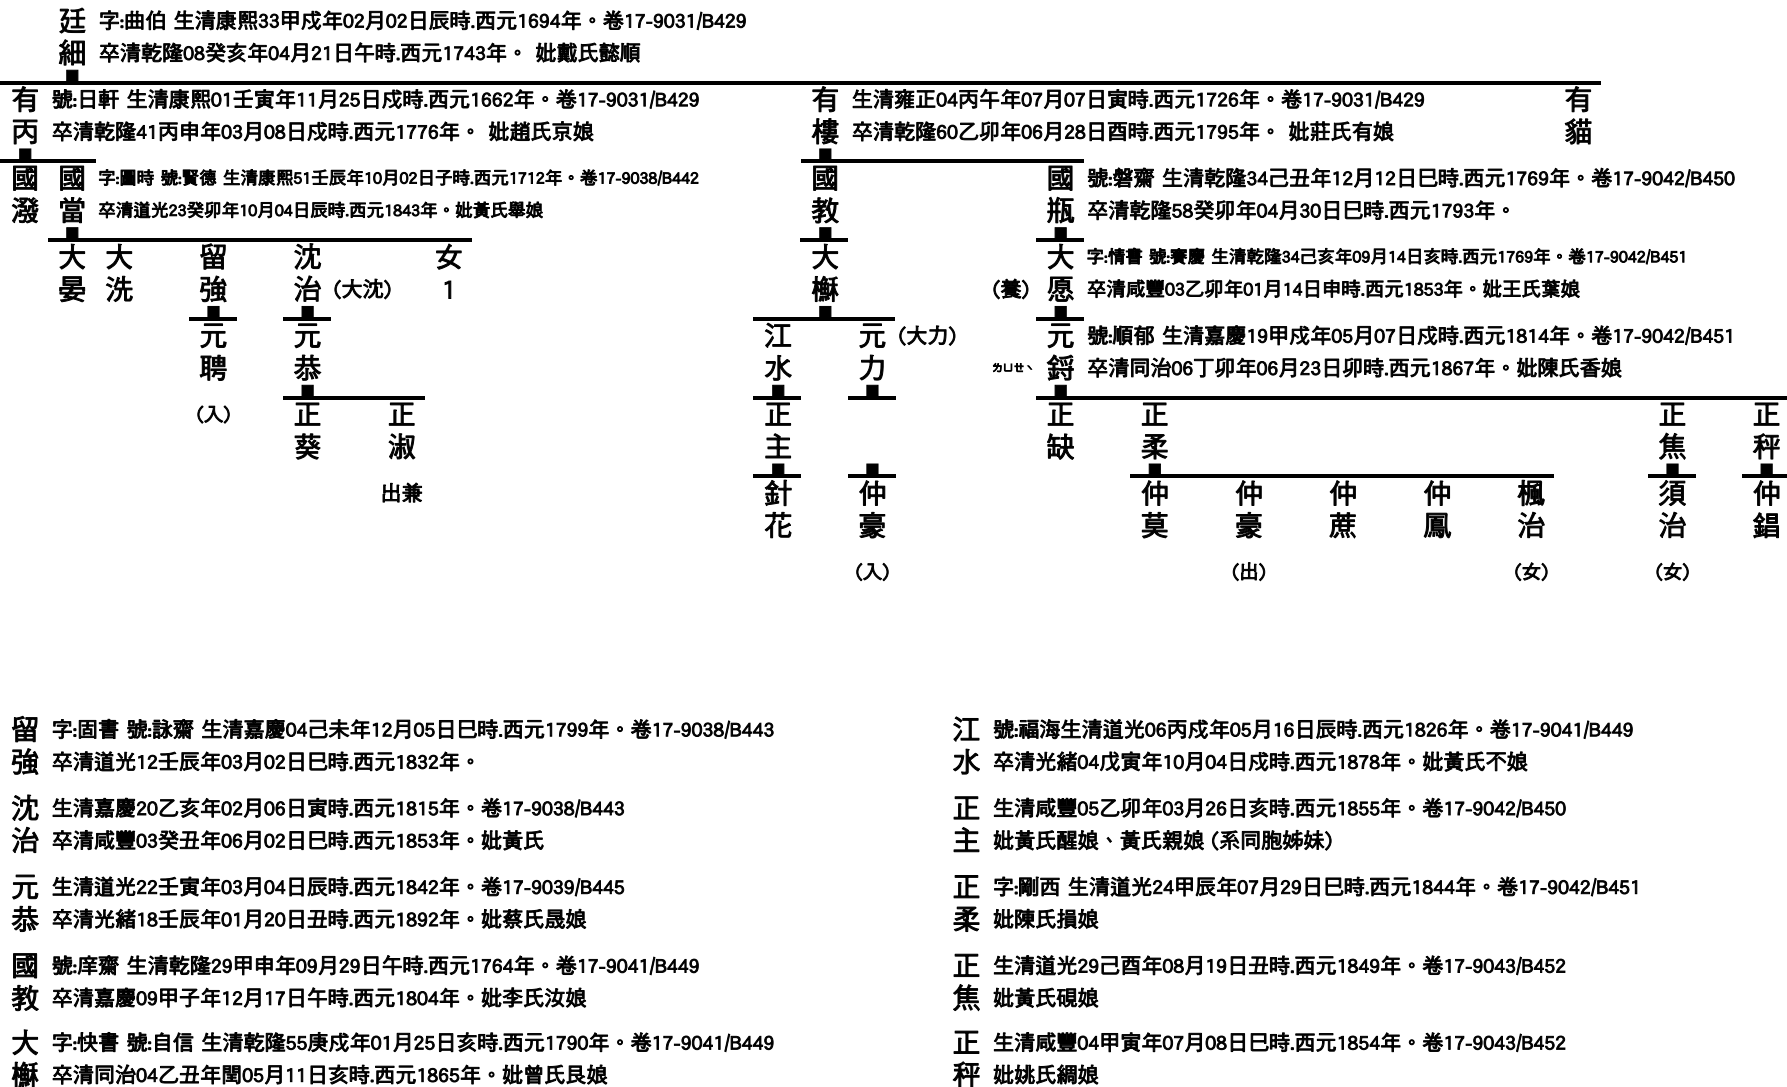 廷細 字:曲伯 生清康熙33甲戍年02月02日辰時.西元1694年。卷17-9031/B429
卒清乾隆08癸亥年04月21日午時.西元1743年。 妣戴氏懿順
有丙 號:日軒 生清康熙01壬寅年11月25日戍時.西元1662年。卷17-9031/B429
卒清乾隆41丙申年03月08日戍時.西元1776年。 妣趙氏京娘
有樓 生清雍正04丙午年07月07日寅時.西元1726年。卷17-9031/B429
卒清乾隆60乙卯年06月28日酉時.西元1795年。 妣莊氏有娘
有貓
國潑
國當 字:圖時 號:賢德 生清康熙51壬辰年10月02日子時.西元1712年。卷17-9038/B442
卒清道光23癸卯年10月04日辰時.西元1843年。妣黃氏舉娘
國教
國瓶 號:磐齋 生清乾隆34己丑年12月12日巳時.西元1769年。卷17-9042/B450
卒清乾隆58癸卯年04月30日巳時.西元1793年。
大晏
大洗
留強
沈治 (大沈)
女1
大槲
(養) 大愿 字:情書 號:賽慶 生清乾隆34己亥年09月14日亥時.西元1769年。卷17-9042/B451
卒清咸豐03乙卯年01月14日申時.西元1853年。妣王氏葉娘
元聘
(入)
元恭
江水
元力 (大力)
ㄌㄩㄝˋ 元鋝 號:順郁 生清嘉慶19甲戍年05月07日戍時.西元1814年。卷17-9042/B451
卒清同治06丁卯年06月23日卯時.西元1867年。妣陳氏香娘
正葵
正淑
出兼
正主
正缺
正柔
正焦
正秤
針花
仲豪
(入)
仲莫
仲豪
(出)
仲蔗
仲鳳
楓治
(女)
須治
(女)
仲錩
留強 字:固書 號:詠齋 生清嘉慶04己未年12月05日巳時.西元1799年。卷17-9038/B443
卒清道光12壬辰年03月02日巳時.西元1832年。
沈治 生清嘉慶20乙亥年02月06日寅時.西元1815年。卷17-9038/B443
卒清咸豐03癸丑年06月02日巳時.西元1853年。妣黃氏
元恭 生清道光22壬寅年03月04日辰時.西元1842年。卷17-9039/B445
卒清光緒18壬辰年01月20日丑時.西元1892年。妣蔡氏晟娘
國教 號:庠齋 生清乾隆29甲申年09月29日午時.西元1764年。卷17-9041/B449
卒清嘉慶09甲子年12月17日午時.西元1804年。妣李氏汝娘
大槲 字:快書 號:自信 生清乾隆55庚戍年01月25日亥時.西元1790年。卷17-9041/B449
卒清同治04乙丑年閏05月11日亥時.西元1865年。妣曾氏艮娘
江水 號:福海生清道光06丙戍年05月16日辰時.西元1826年。卷17-9041/B449
卒清光緒04戊寅年10月04日戍時.西元1878年。妣黃氏不娘
正主 生清咸豐05乙卯年03月26日亥時.西元1855年。卷17-9042/B450
妣黃氏醒娘、黃氏親娘 (系同胞姊妹)
正柔 字:剛西 生清道光24甲辰年07月29日巳時.西元1844年。卷17-9042/B451
妣陳氏損娘
正焦 生清道光29己酉年08月19日丑時.西元1849年。卷17-9043/B452
妣黃氏硯娘
正秤 生清咸豐04甲寅年07月08日巳時.西元1854年。卷17-9043/B452
妣姚氏綢娘